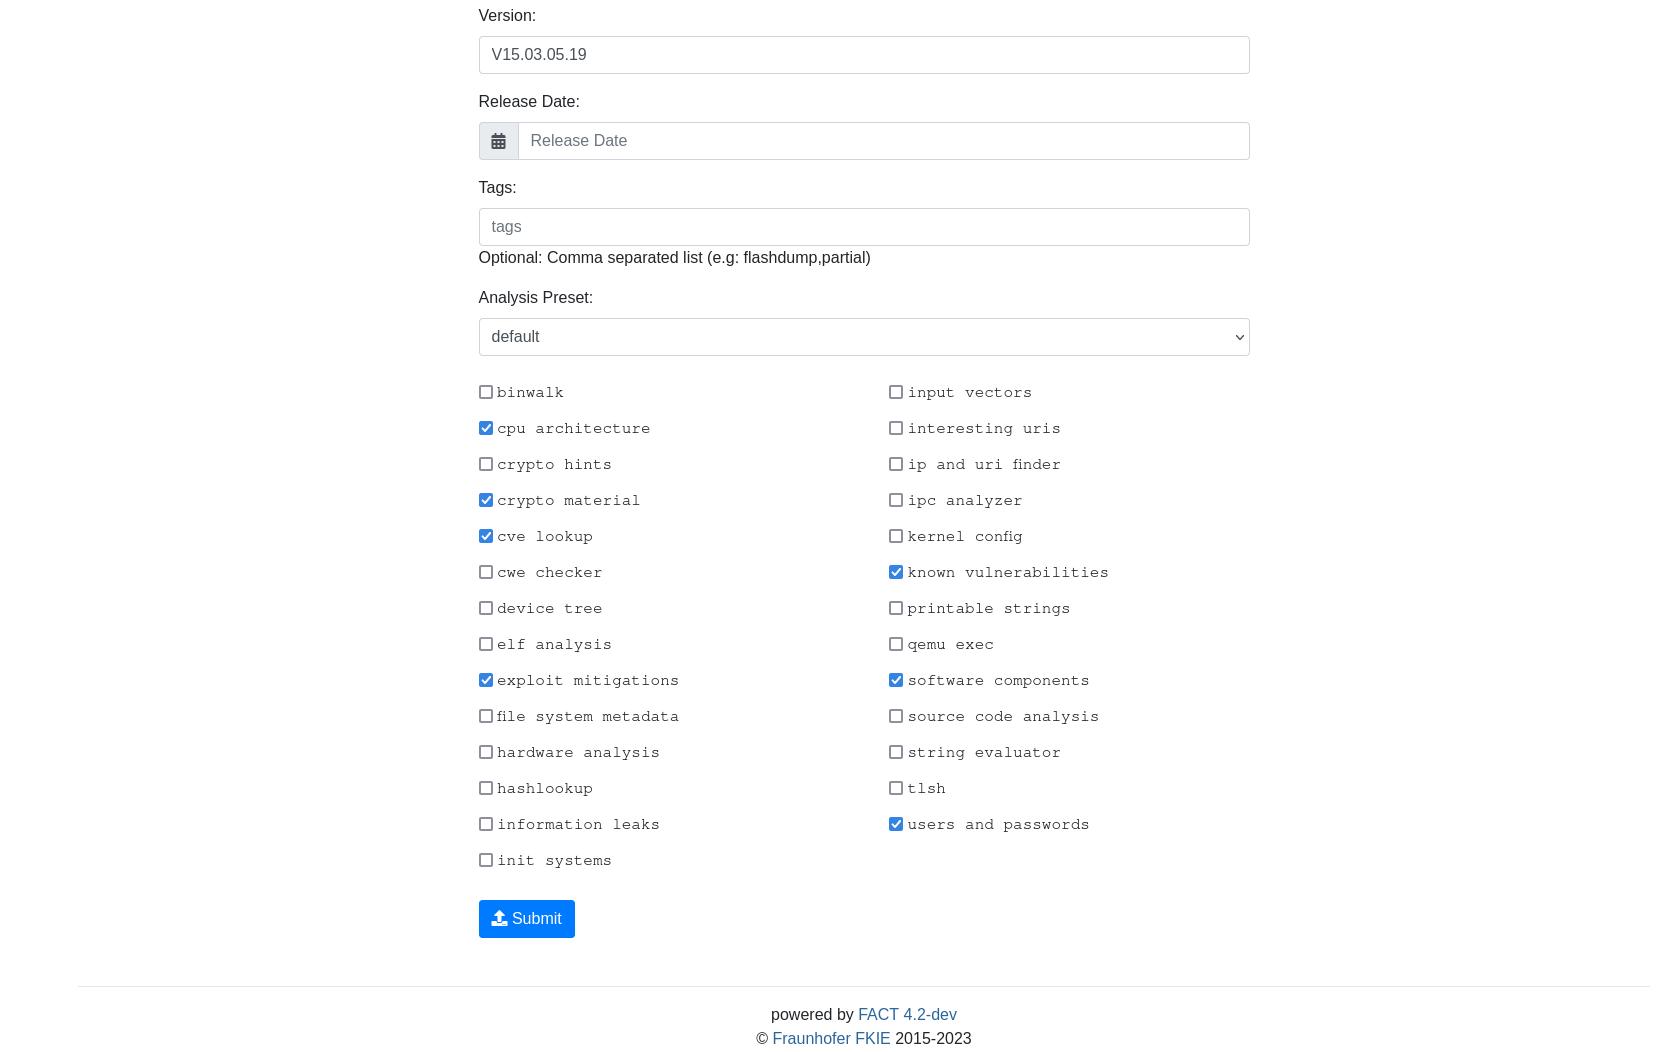 Version:
V15.03.05.19
Release Date:
Release Date
Tags:
tags
Optional: Comma separated list (e.g: flashdump,partial)
Analysis Preset:
default
binwalk
cpu architecture
crypto hints
crypto material
cve lookup
cwe checker
device tree
elf analysis
exploit mitigations
file system metadata
hardware analysis
hashlookup
information leaks
init systems
input vectors
interesting uris
ip and uri finder
ipc analyzer
kernel config
known vulnerabilities
printable strings
qemu exec
software components
source code analysis
string evaluator
tlsh
users and passwords
Submit
powered by FACT 4.2-dev
© Fraunhofer FKIE 2015-2023